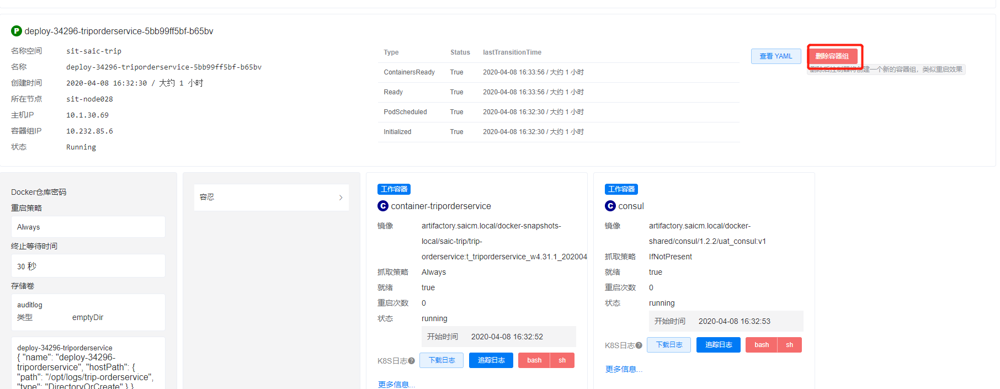 P deploy-34296-triporderservice-5bb99ff5bf-b65bv
名称空间 sit-saic-trip
名称 deploy-34296-triporderservice-5bb99ff5bf-b65bv
创建时间 2020-04-08 16:32:30 / 大约 1 小时
所在节点 sit-node028
主机IP 10.1.30.69
容器组IP 10.232.85.6
状态 Running
Type Status lastTransitionTime
ContainersReady True 2020-04-08 16:33:56 / 大约 1 小时
Ready True 2020-04-08 16:33:56 / 大约 1 小时
PodScheduled True 2020-04-08 16:32:30 / 大约 1 小时
Initialized True 2020-04-08 16:32:30 / 大约 1 小时
查看 YAML 删除容器组
删除后控制器将创建一个新的容器组，类似重启效果
Docker仓库密码
重启策略
Always
终止等待时间
30 秒
存储卷
auditlog
类型 emptyDir
deploy-34296-triporderservice
{ "name": "deploy-34296-
triporderservice", "hostPath": {
"path": "/opt/logs/trip-orderservice",
"type": "DirectoryOrCreate" } }
容忍
工作容器
C container-triporderservice
镜像 artifactory.saicm.local/docker-snapshots-
local/saic-trip/trip-
orderservice:t_triporderservice_w4.31.1_202004
抓取策略 Always
就绪 true
重启次数 0
状态 running
开始时间 2020-04-08 16:32:52
K8S日志 ? 下载日志 追踪日志 bash sh
更多信息...
工作容器
C consul
镜像 artifactory.saicm.local/docker-
shared/consul/1.2.2/uat_consul:v1
抓取策略 IfNotPresent
就绪 true
重启次数 0
状态 running
开始时间 2020-04-08 16:32:53
K8S日志 ? 下载日志 追踪日志 bash sh
更多信息...